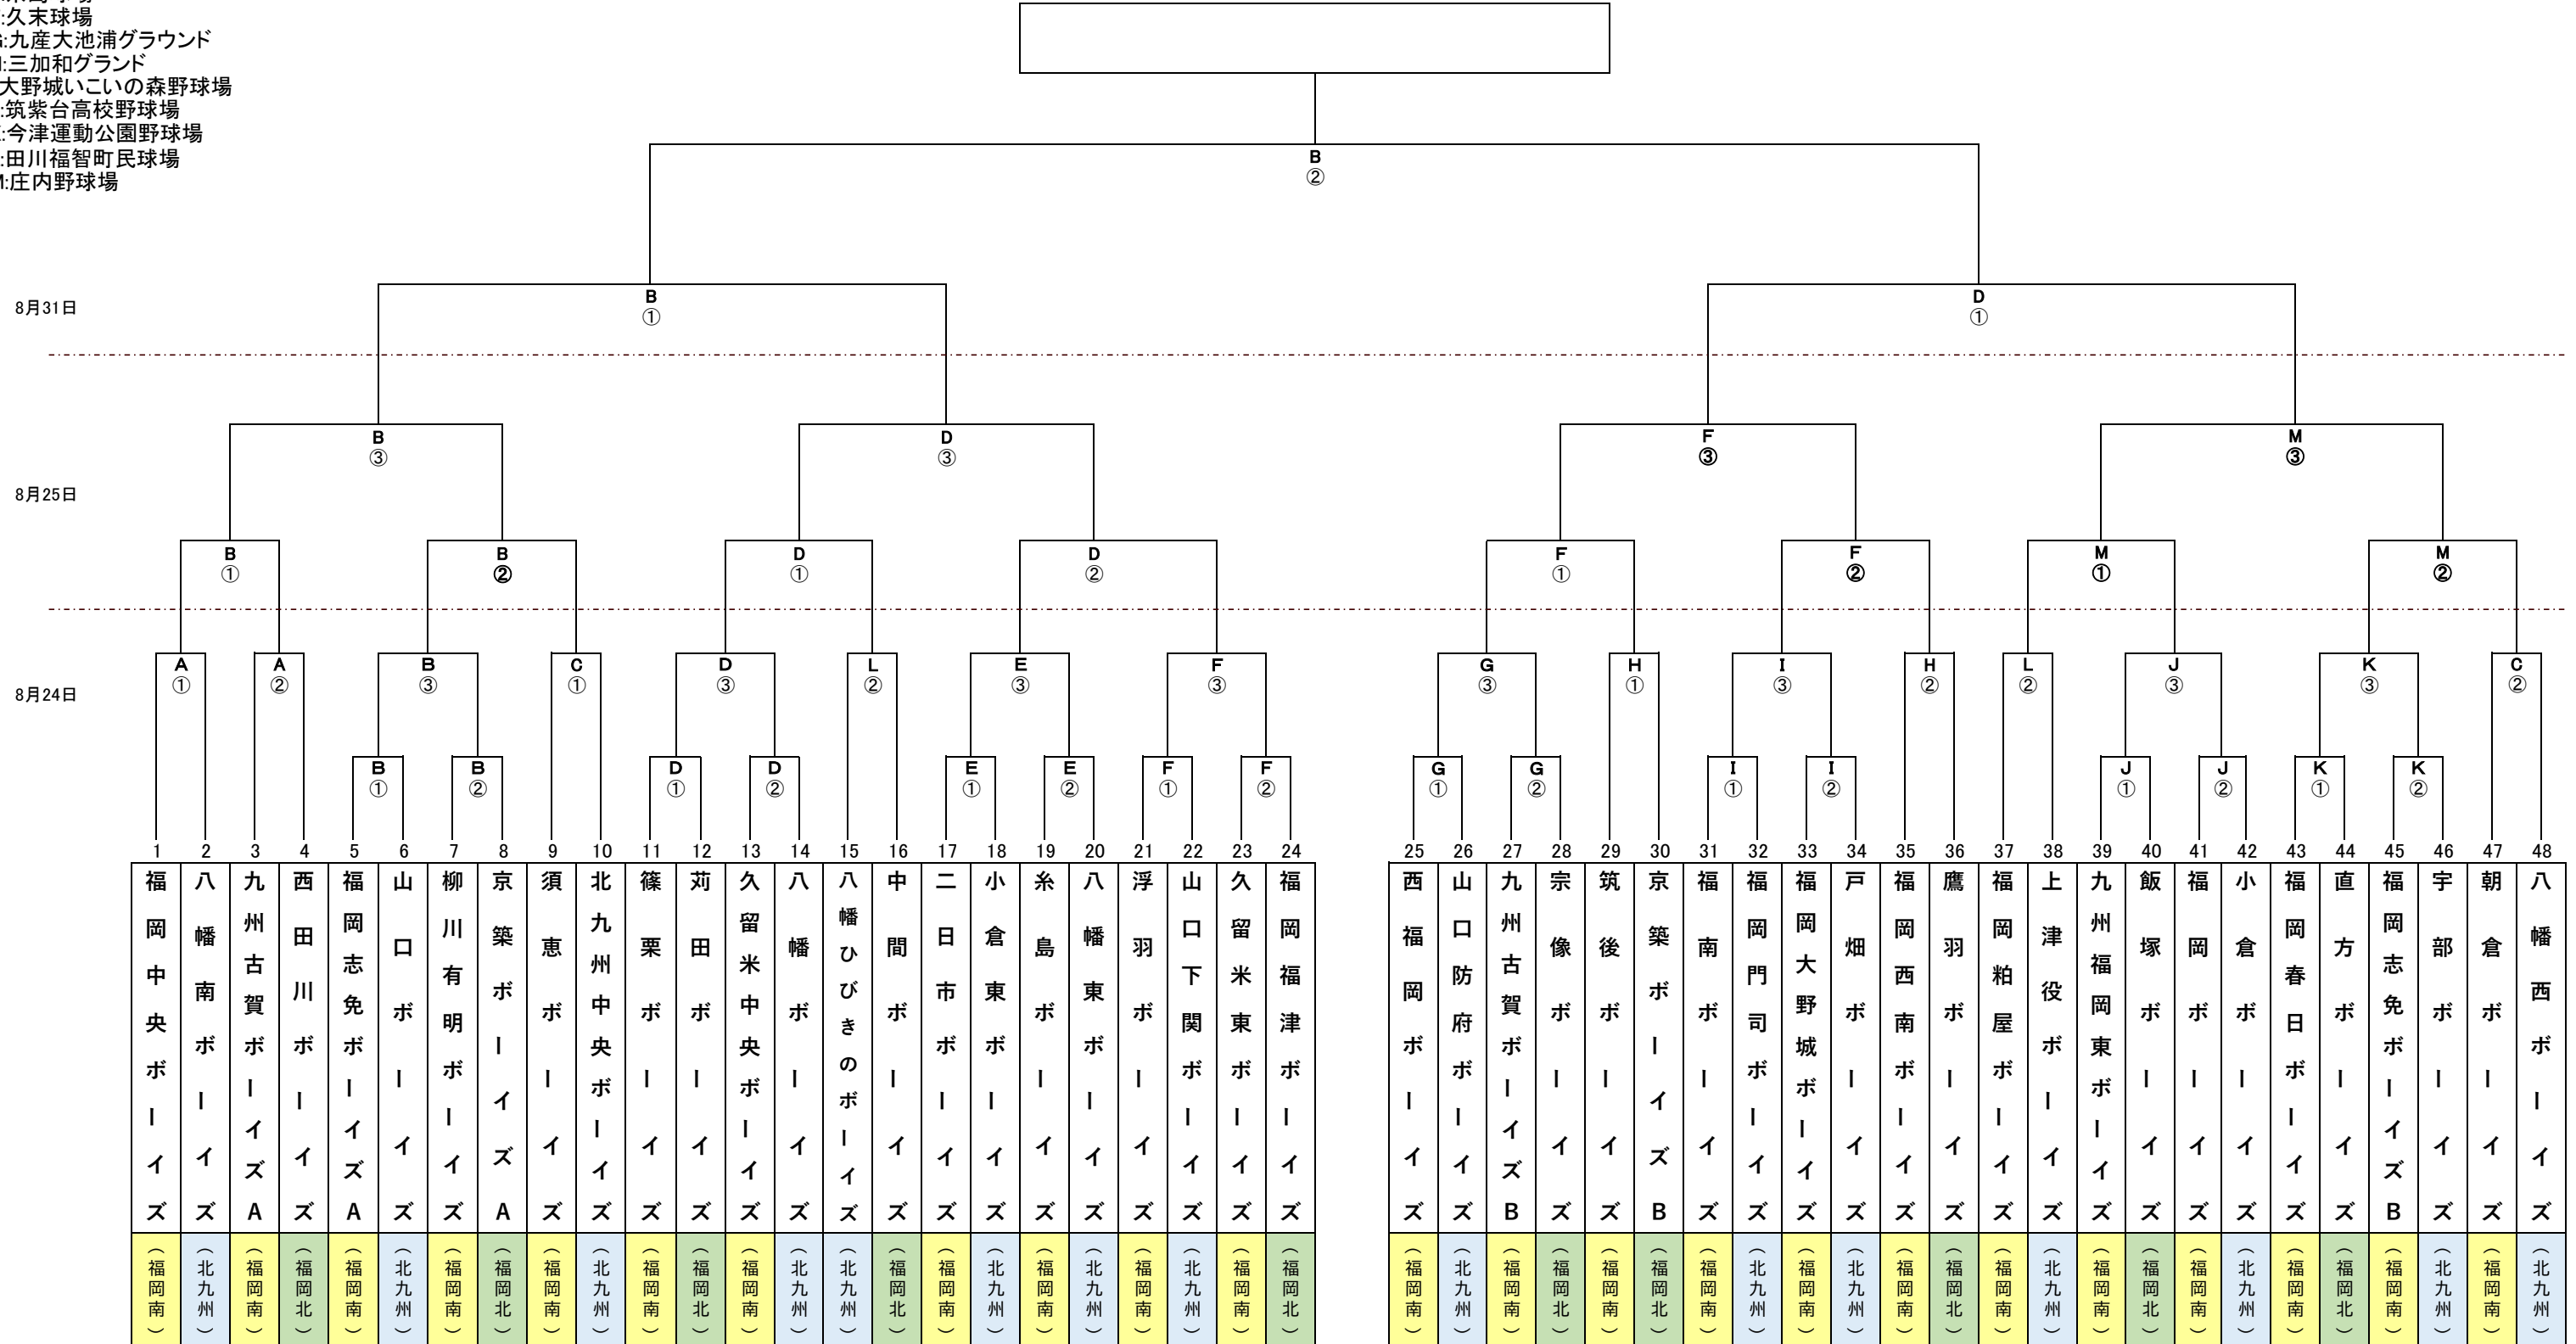 :久末球場
:九産大池浦グラウンド
:三加和グランド
大野城いこいの森野球場
:筑紫台高校野球場
:今津運動公園野球場
:田川福智町民球場
:庄内野球場
B
②
8月31日
B
①
D
①
8月25日
B
③
D
③
F
③
M
③
B
①
B
②
D
①
D
②
F
①
F
②
M
①
M
②
8月24日
A
①
A
②
B
③
C
①
D
③
L
②
E
③
F
③
G
③
H
①
I
③
H
②
L
②
J
③
K
③
C
②
B
①
B
②
D
①
D
②
E
①
E
②
F
①
F
②
G
①
G
②
I
①
I
②
J
①
J
②
K
①
K
②
1
福岡中央ボーイズ
(福岡南)
2
八幡南ボーイズ
(北九州)
3
九州古賀ボーイズA
(福岡南)
4
西田川ボーイズ
(福岡北)
5
福岡志免ボーイズA
(福岡南)
6
山口ボーイズ
(北九州)
7
柳川有明ボーイズ
(福岡南)
8
京築ボーイズA
(福岡北)
9
須恵ボーイズ
(福岡南)
10
北九州中央ボーイズ
(北九州)
11
篠栗ボーイズ
(福岡南)
12
苅田ボーイズ
(福岡北)
13
久留米中央ボーイズ
(福岡南)
14
八幡ボーイズ
(北九州)
15
八幡ひびきのボーイズ
(北九州)
16
中間ボーイズ
(福岡北)
17
二日市ボーイズ
(福岡南)
18
小倉東ボーイズ
(北九州)
19
糸島ボーイズ
(福岡南)
20
八幡東ボーイズ
(北九州)
21
浮羽ボーイズ
(福岡南)
22
山口下関ボーイズ
(北九州)
23
久留米東ボーイズ
(福岡南)
24
福岡福津ボーイズ
(福岡北)
25
西福岡ボーイズ
(福岡南)
26
山口防府ボーイズ
(北九州)
27
九州古賀ボーイズB
(福岡南)
28
宗像ボーイズ
(福岡北)
29
筑後ボーイズ
(福岡南)
30
京築ボーイズB
(福岡北)
31
福南ボーイズ
(福岡南)
32
福岡門司ボーイズ
(北九州)
33
福岡大野城ボーイズ
(福岡南)
34
戸畑ボーイズ
(北九州)
35
福岡西南ボーイズ
(福岡南)
36
鷹羽ボーイズ
(福岡北)
37
福岡粕屋ボーイズ
(福岡南)
38
上津役ボーイズ
(北九州)
39
九州福岡東ボーイズ
(福岡南)
40
飯塚ボーイズ
(福岡北)
41
福岡ボーイズ
(福岡南)
42
小倉ボーイズ
(北九州)
43
福岡春日ボーイズ
(福岡南)
44
直方ボーイズ
(福岡北)
45
福岡志免ボーイズB
(福岡南)
46
宇部ボーイズ
(北九州)
47
朝倉ボーイズ
(福岡南)
48
八幡西ボーイズ
(北九州)